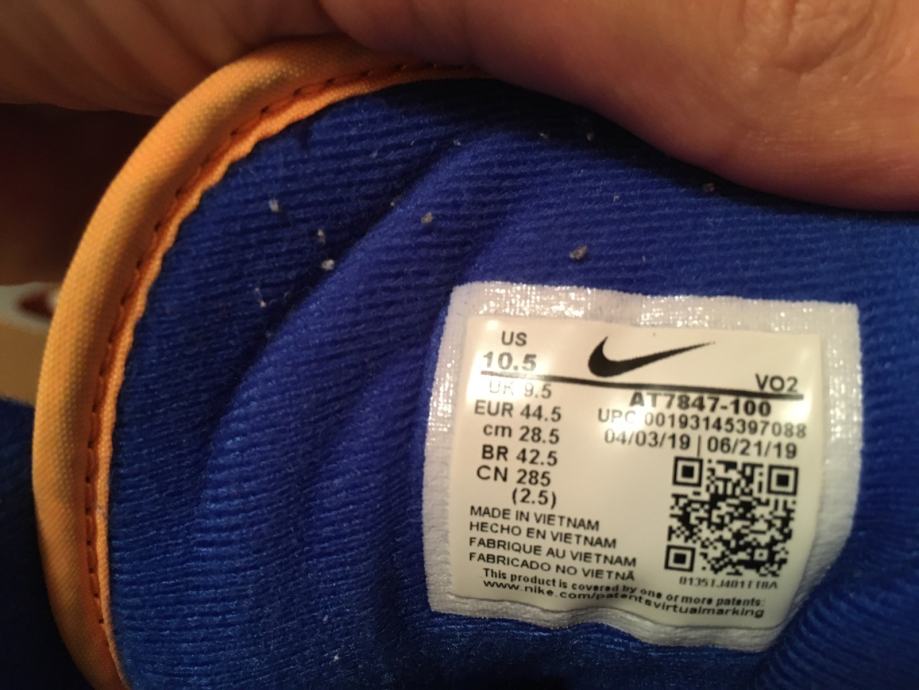 US
10.5
UK 9.5
EUR 44.5
cm 28.5
BR 42.5
CN 285
(2.5)
VO2
AT7847-100
UPC 00193145397088
04/03/19 | 06/21/19
MADE IN VIETNAM
HECHO EN VIETNAM
FABRIQUE AU VIETNAM
FABRICADO NO VIETNÃ
This product is covered by one or more patents:
www.nike.com/patentsvirtualmarking